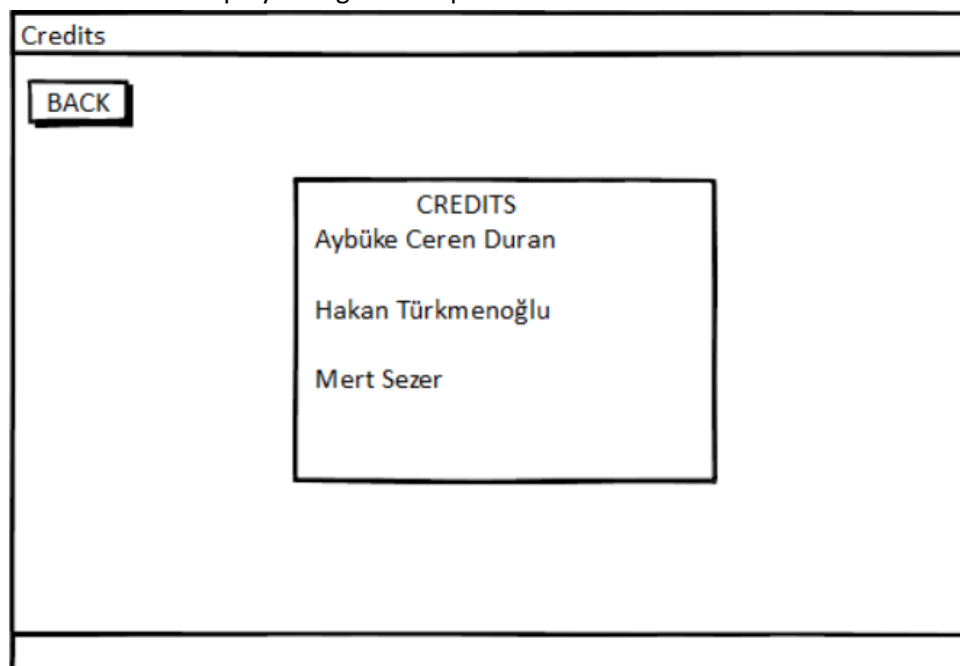 Credits
BACK
CREDITS
Aybüke Ceren Duran
Hakan Türkmenoğlu
Mert Sezer